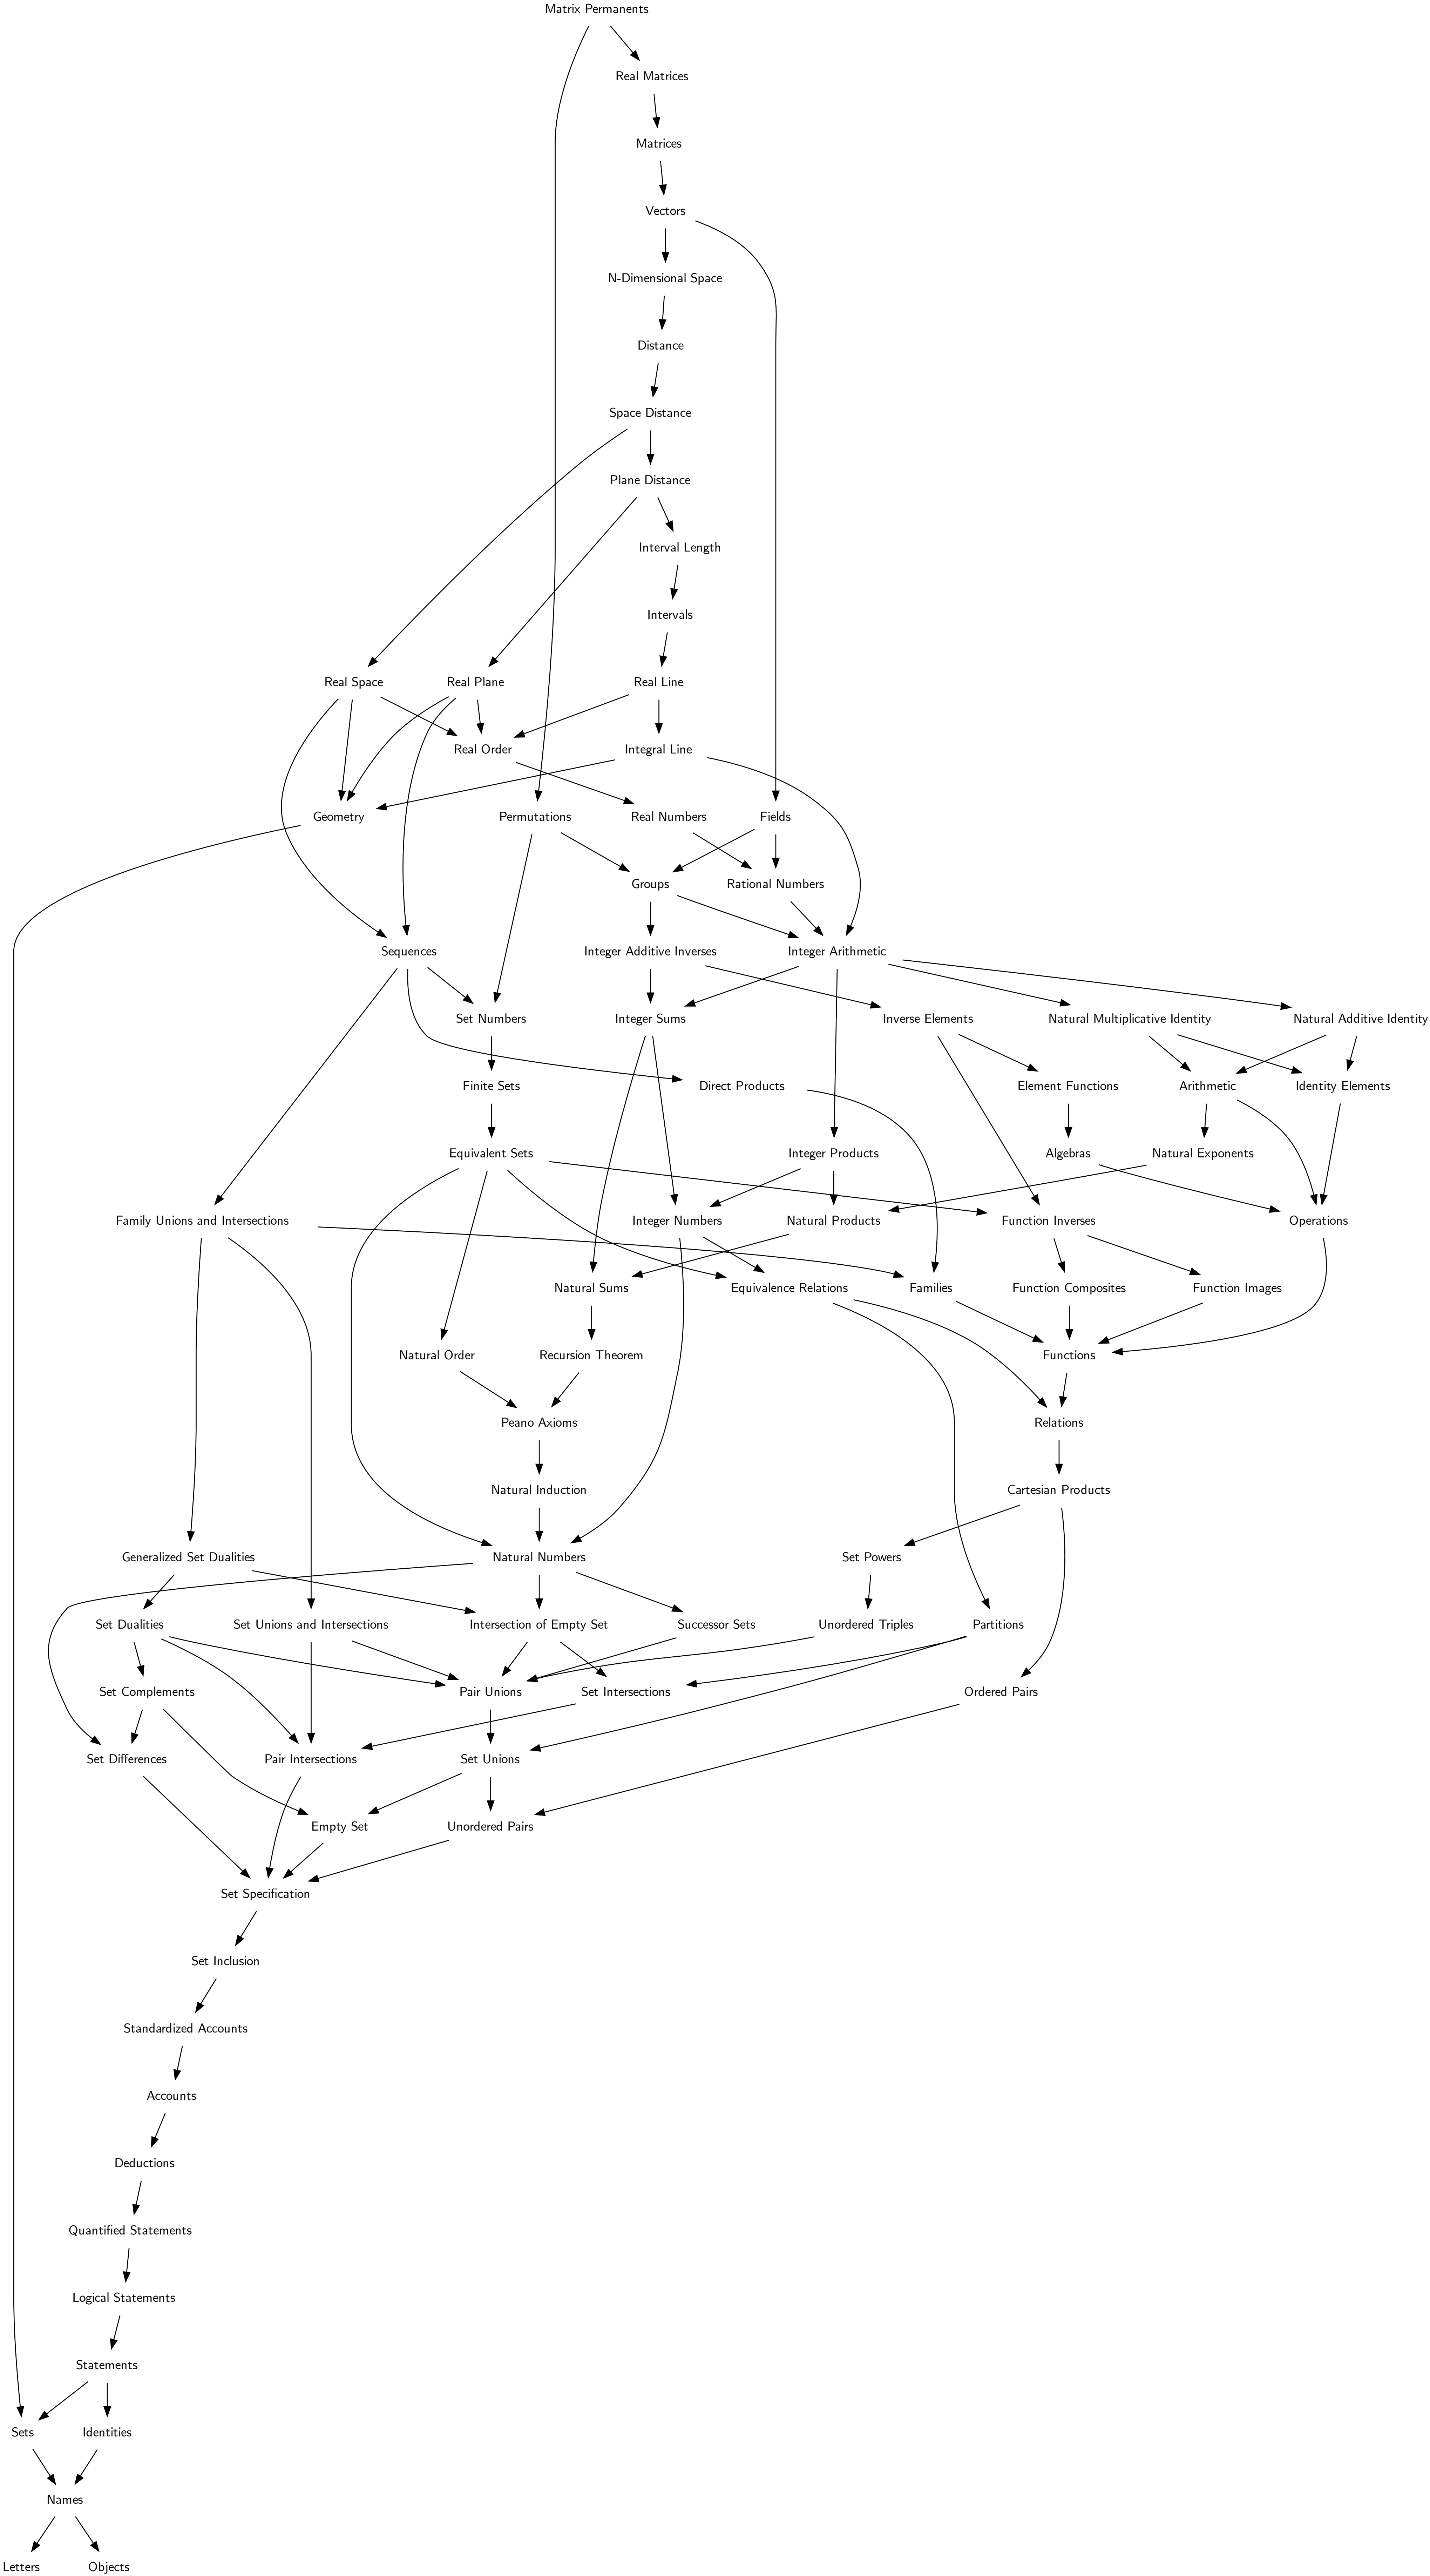 Matrix Permanents
Real Matrices
Matrices
Vectors
N-Dimensional Space
Distance
Space Distance
Plane Distance
Interval Length
Intervals
Real Space
Real Plane
Real Line
Real Order
Integral Line
Geometry
Permutations
Real Numbers
Fields
Groups
Rational Numbers
Sequences
Integer Additive Inverses
Integer Arithmetic
Set Numbers
Integer Sums
Inverse Elements
Natural Multiplicative Identity
Natural Additive Identity
Finite Sets
Direct Products
Element Functions
Arithmetic
Identity Elements
Equivalent Sets
Integer Products
Algebras
Natural Exponents
Family Unions and Intersections
Integer Numbers
Natural Products
Function Inverses
Operations
Natural Sums
Equivalence Relations
Families
Function Composites
Function Images
Natural Order
Recursion Theorem
Functions
Peano Axioms
Relations
Natural Induction
Cartesian Products
Generalized Set Dualities
Natural Numbers
Set Powers
Set Dualities
Set Unions and Intersections
Intersection of Empty Set
Successor Sets
Unordered Triples
Partitions
Set Complements
Pair Unions
Set Intersections
Ordered Pairs
Set Differences
Pair Intersections
Set Unions
Empty Set
Unordered Pairs
Set Specification
Set Inclusion
Standardized Accounts
Accounts
Deductions
Quantified Statements
Logical Statements
Statements
Sets
Identities
Names
Letters
Objects